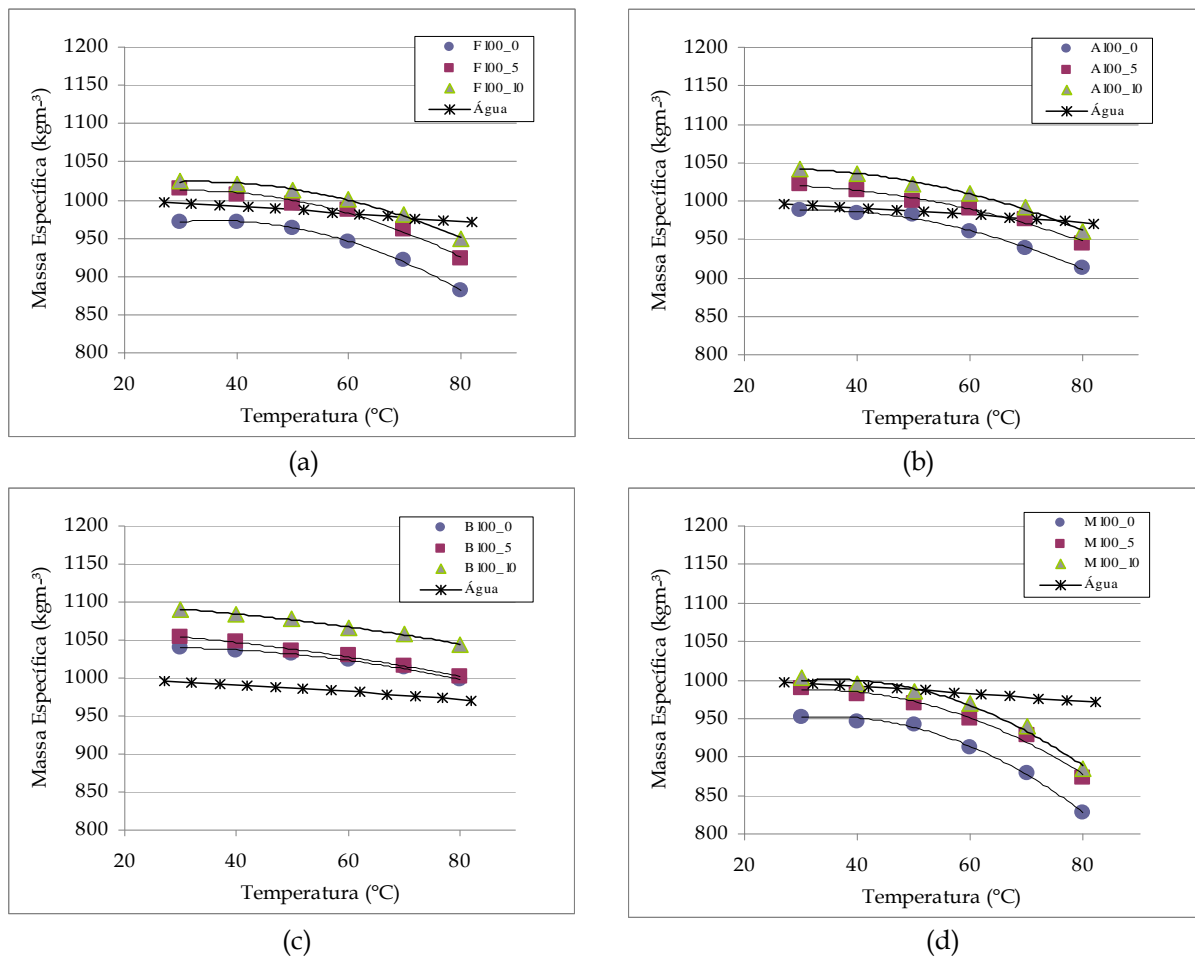 (a)
Massa Específica (kgm-³)
1200
1150
1100
1050
1000
950
900
850
800
20
40
60
80
Temperatura (°C)
F100_0
F100_5
F100_10
Água
(b)
Massa Específica (kgm-³)
1200
1150
1100
1050
1000
950
900
850
800
20
40
60
80
Temperatura (°C)
A100_0
A100_5
A100_10
Água
(c)
Massa Específica (kgm-³)
1200
1150
1100
1050
1000
950
900
850
800
20
40
60
80
Temperatura (°C)
B100_0
B100_5
B100_10
Água
(d)
Massa Específica (kgm-³)
1200
1150
1100
1050
1000
950
900
850
800
20
40
60
80
Temperatura (°C)
M100_0
M100_5
M100_10
Água